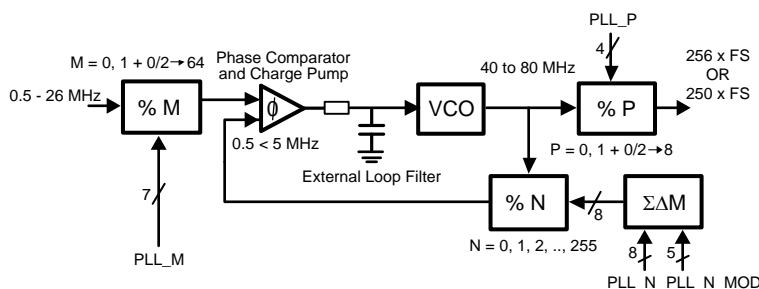 PLL_P
M = 0, 1 + 0/2→64
Phase Comparator
and Charge Pump
4
256 x FS
OR
250 x FS
40 to 80 MHz
0.5 - 26 MHz
% M
ϕ
VCO
% P
0.5 < 5 MHz
P = 0, 1 + 0/2→8
External Loop Filter
7
% N
8
ΣΔM
N = 0, 1, 2, .., 255
8
5
PLL_M
PLL_N
PLL_N_MOD